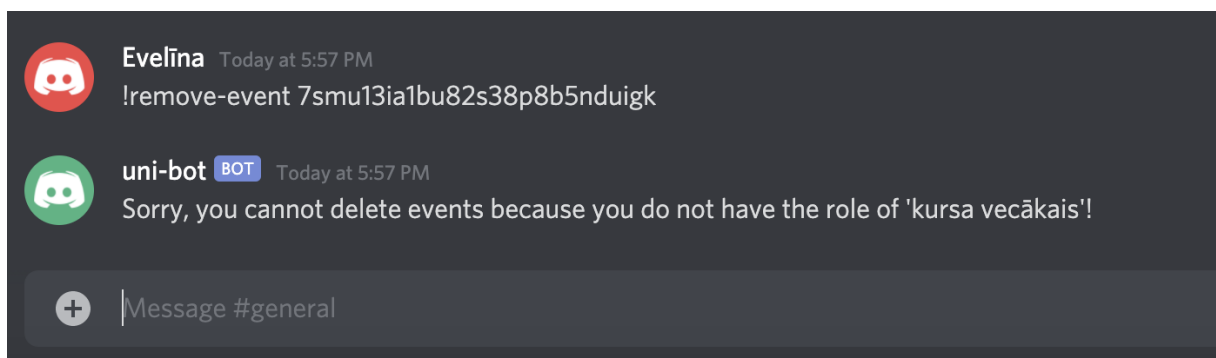 Evelīna Today at 5:57 PM
!remove-event 7smu13ia1bu82s38p8b5nduigk
uni-bot BOT Today at 5:57 PM
Sorry, you cannot delete events because you do not have the role of 'kursa vecākais'!
Message #general